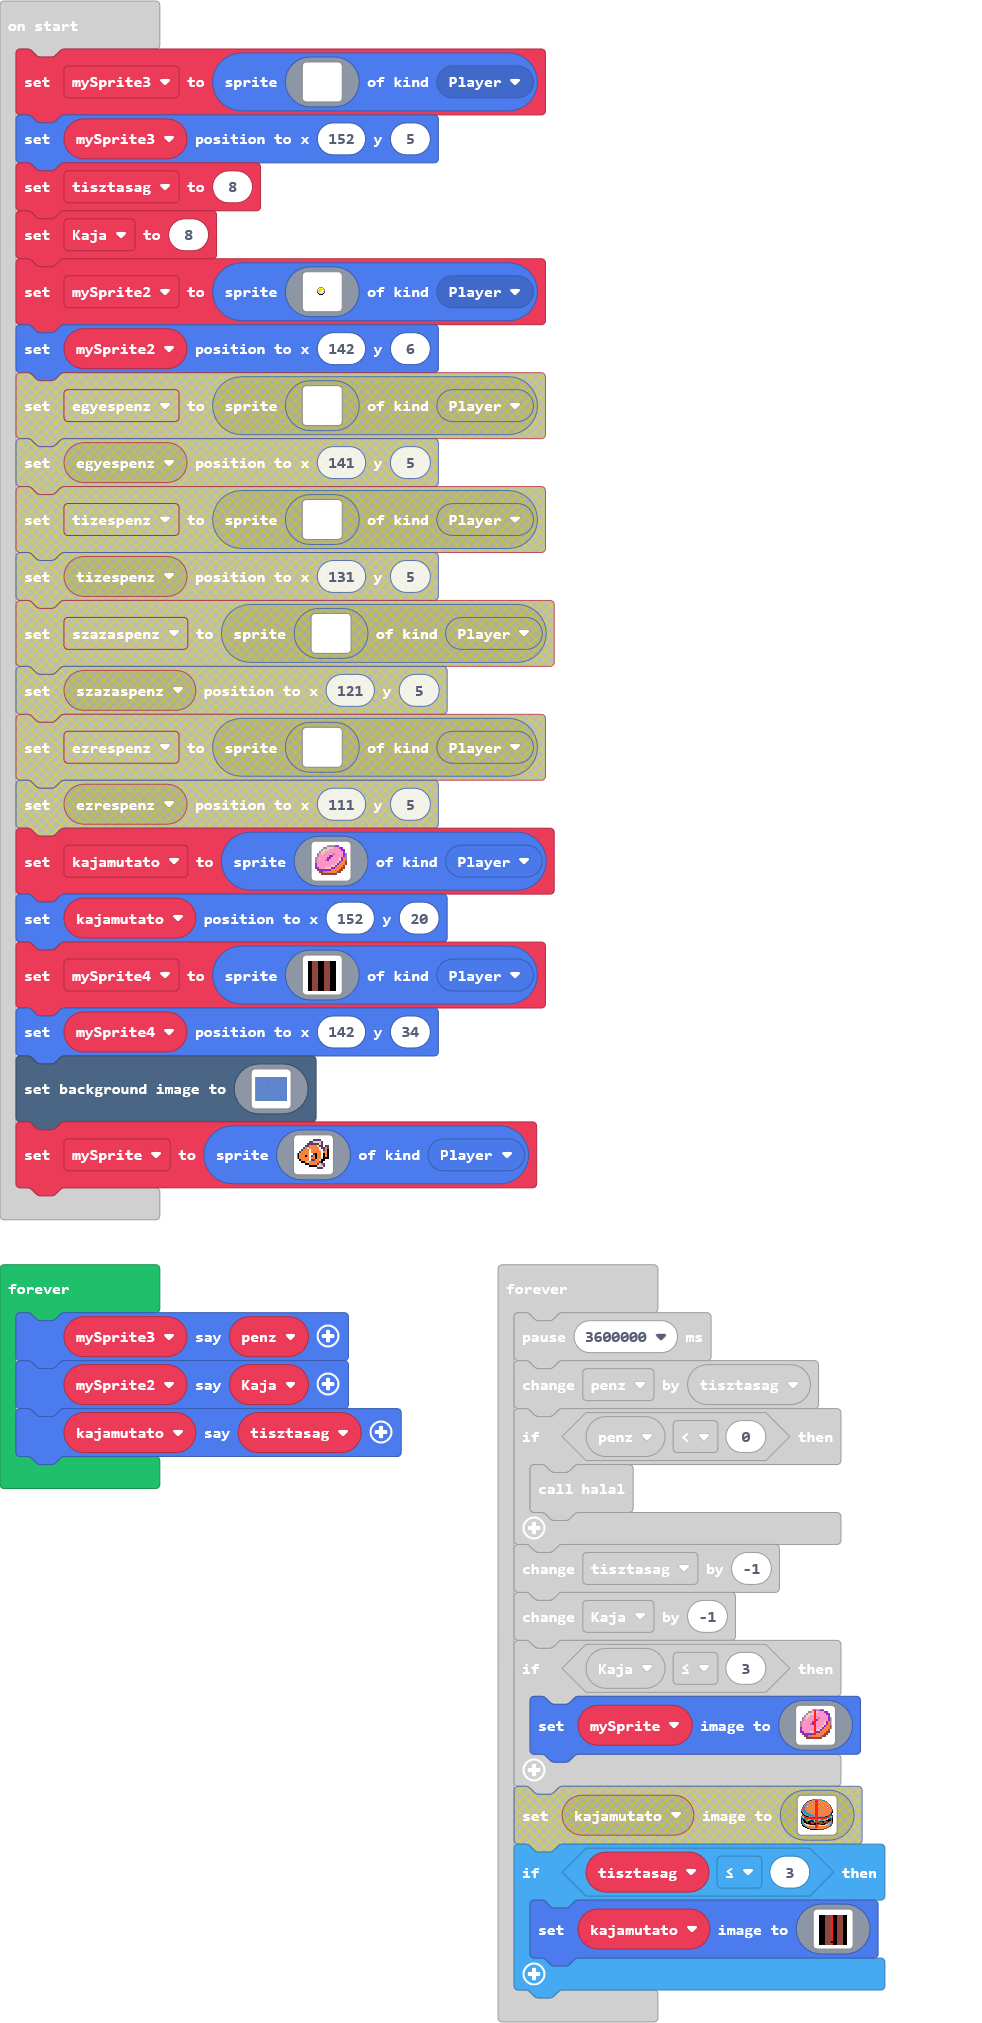 on start
set mySprite3 to sprite of kind Player
set mySprite3 position to x 152 y 5
set tisztasag to 8
set Kaja to 8
set mySprite2 to sprite of kind Player
set mySprite2 position to x 142 y 6
set egyespenz to sprite of kind Player
set egyespenz position to x 141 y 5
set tizespenz to sprite of kind Player
set tizespenz position to x 131 y 5
set szazaspenz to sprite of kind Player
set szazaspenz position to x 121 y 5
set ezrespenz to sprite of kind Player
set ezrespenz position to x 111 y 5
set kajamutato to sprite of kind Player
set kajamutato position to x 152 y 20
set mySprite4 to sprite of kind Player
set mySprite4 position to x 142 y 34
set background image to
set mySprite to sprite of kind Player
forever
mySprite3 say penz
mySprite2 say Kaja
kajamutato say tisztasag
forever
pause 3600000 ms
change penz by tisztasag
if penz < 0 then
call halal
change tisztasag by -1
change Kaja by -1
if Kaja ≤ 3 then
set mySprite image to
set kajamutato image to
if tisztasag ≤ 3 then
set kajamutato image to